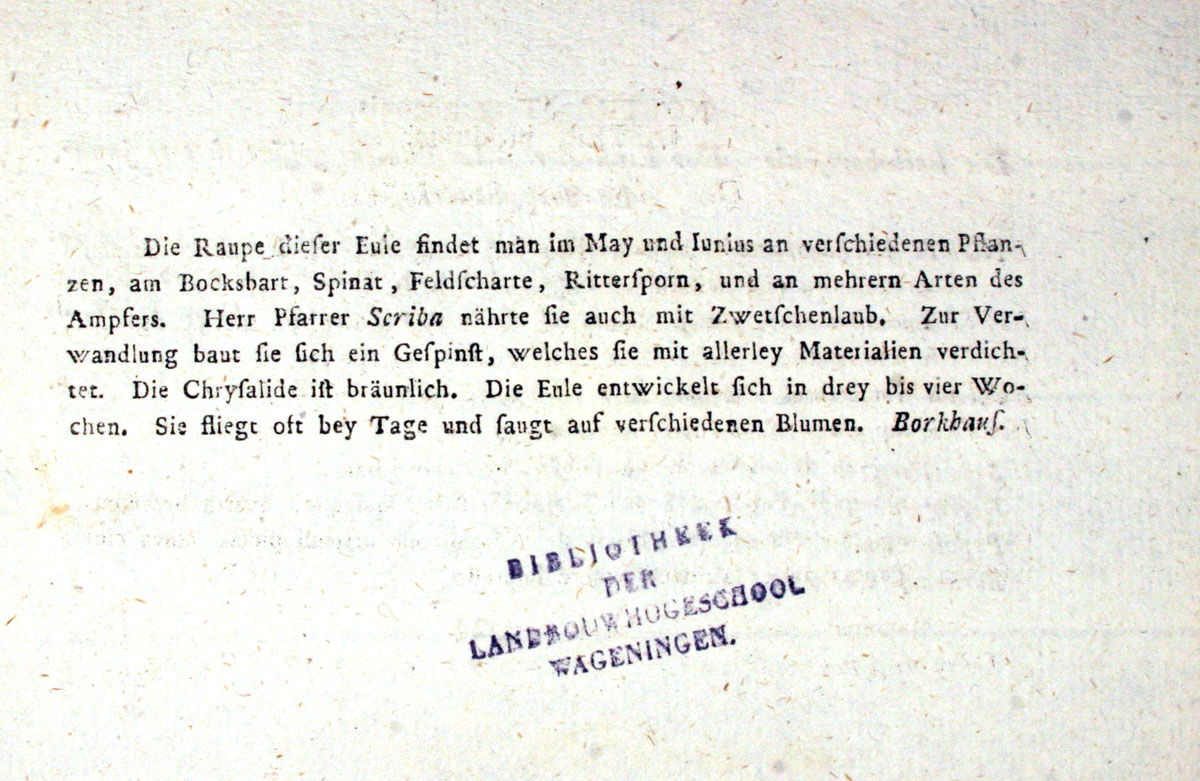 Die Raupe dieſer Eule findet man im May und Iunius an verſchiedenen Pflan-
zen, am Bocksbart, Spinat, Feldſcharte, Ritterſporn, und an mehrern Arten des
Ampfers. Herr Pfarrer Scriba nährte ſie auch mit Zwetſchenlaub. Zur Ver-
wandlung baut ſie ſich ein Geſpinſt, welches ſie mit allerley Materialien verdich-
tet. Die Chryſalide iſt bräunlich. Die Eule entwickelt ſich in drey bis vier Wo-
chen. Sie fliegt oft bey Tage und ſaugt auf verſchiedenen Blumen. Borkhauſ.
BIBLIOTHEEK
DER
LANDBOUWHOGESCHOOL
WAGENINGEN.